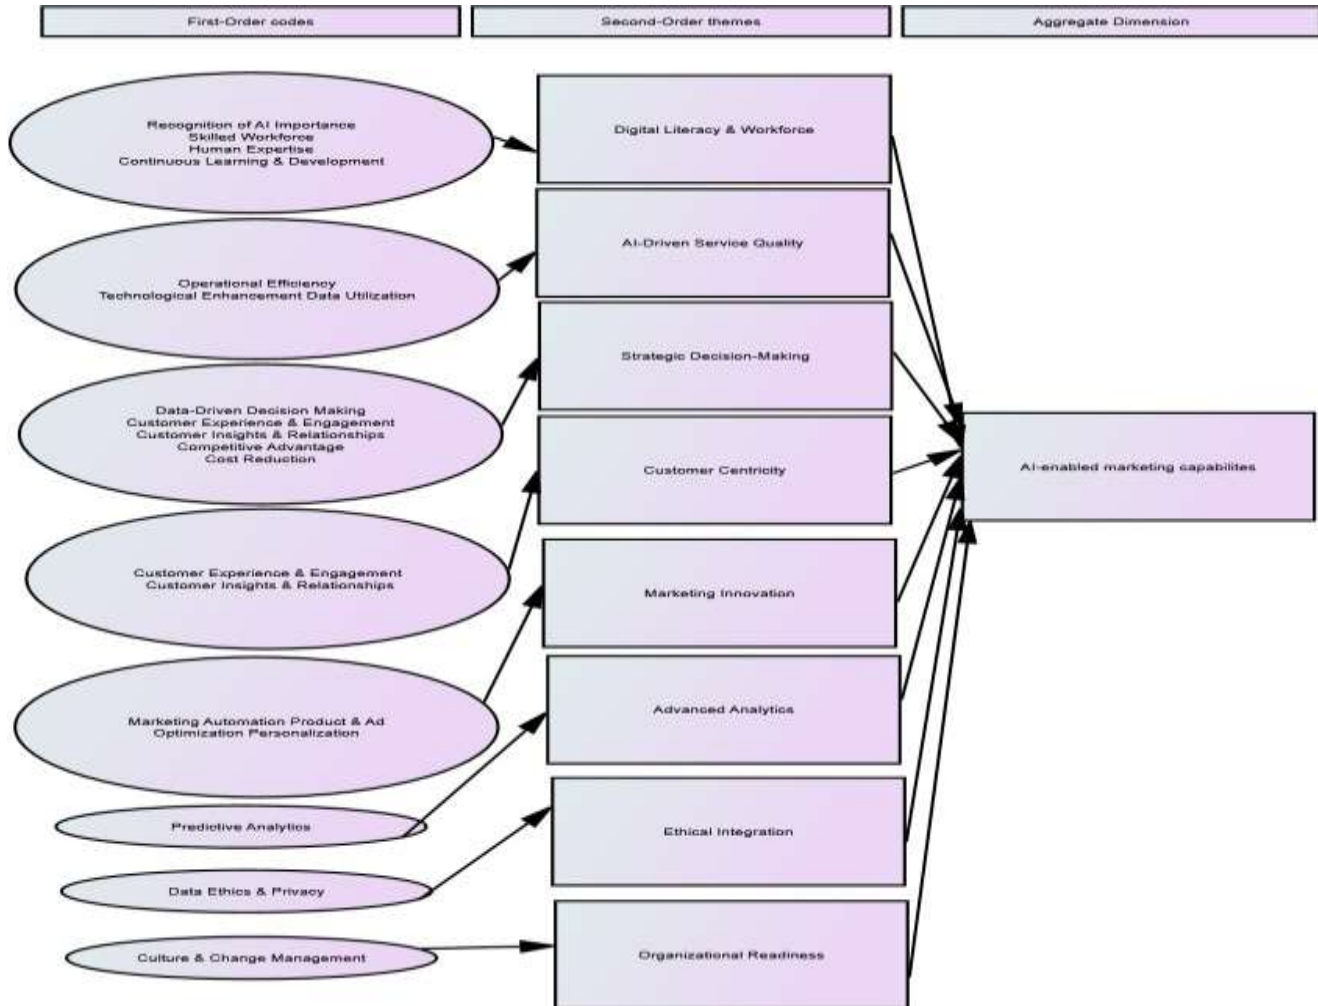 First-Order codes
Second-Order themes
Aggregate Dimension
Recognition of AI Importance
Skilled Workforce
Human Expertise
Continuous Learning & Development
Digital Literacy & Workforce
Operational Efficiency
Technological Enhancement Data Utilization
AI-Driven Service Quality
Data-Driven Decision Making
Customer Experience & Engagement
Customer Insights & Relationships
Competitive Advantage
Cost Reduction
Strategic Decision-Making
Customer Experience & Engagement
Customer Insights & Relationships
Customer Centricity
Marketing Automation Product & Ad
Optimization Personalization
Marketing Innovation
Predictive Analytics
Advanced Analytics
Data Ethics & Privacy
Ethical Integration
Culture & Change Management
Organizational Readiness
AI-enabled marketing capabilites